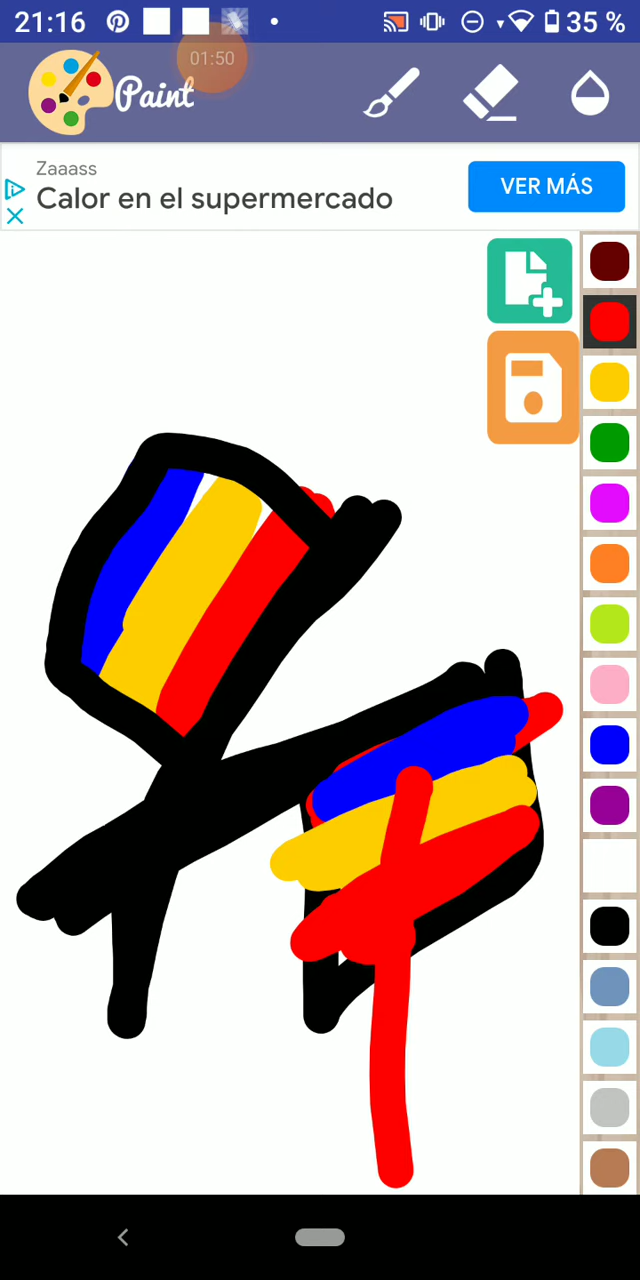 21:16
35 %
01:50
Paint
Zaaass
Calor en el supermercado
VER MÁS